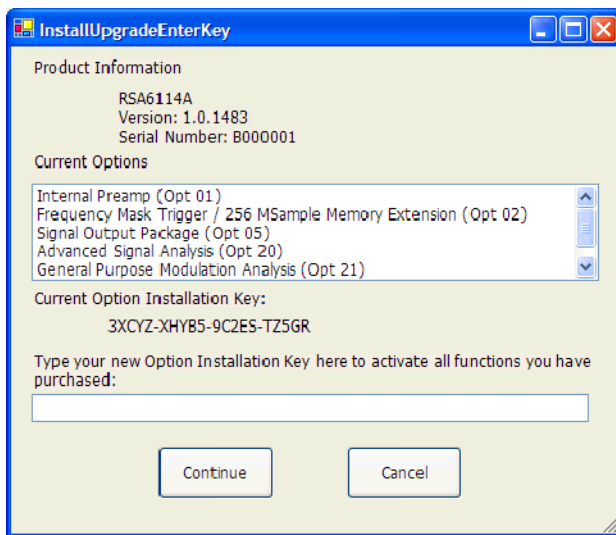 InstallUpgradeEnterKey
Product Information
RSA6114A
Version: 1.0.1483
Serial Number: B000001
Current Options
Internal Preamp (Opt 01)
Frequency Mask Trigger / 256 MSample Memory Extension (Opt 02)
Signal Output Package (Opt 05)
Advanced Signal Analysis (Opt 20)
General Purpose Modulation Analysis (Opt 21)
Current Option Installation Key:
3XCYZ-XHYB5-9C2ES-TZ5GR
Type your new Option Installation Key here to activate all functions you have
purchased:
Continue
Cancel